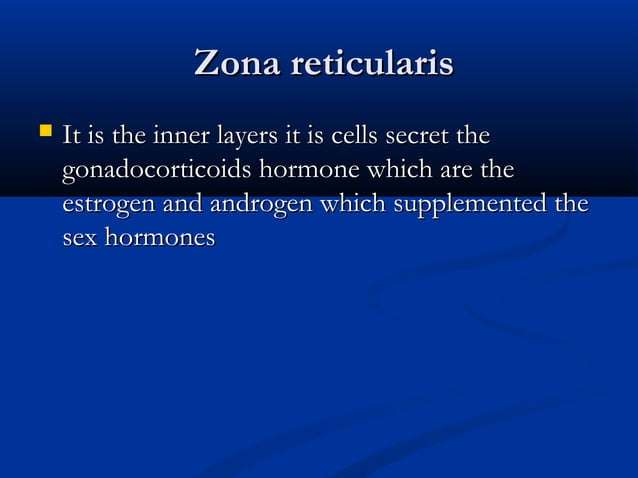 Zona reticularis
It is the inner layers it is cells secret the
gonadocorticoids hormone which are the
estrogen and androgen which supplemented the
sex hormones